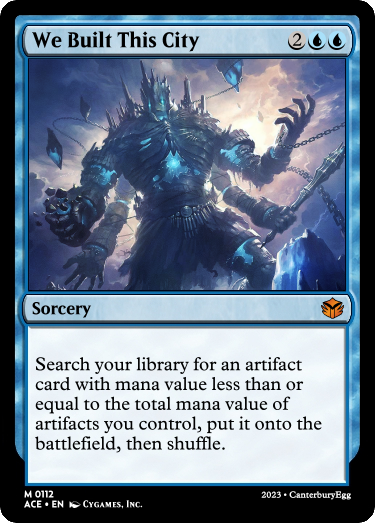 We Built This City 2
Sorcery
Search your library for an artifact
card with mana value less than or
equal to the total mana value of
artifacts you control, put it onto the
battlefield, then shuffle.
M 0112
ACE • EN Cygames, Inc.
2023 • CanterburyEgg